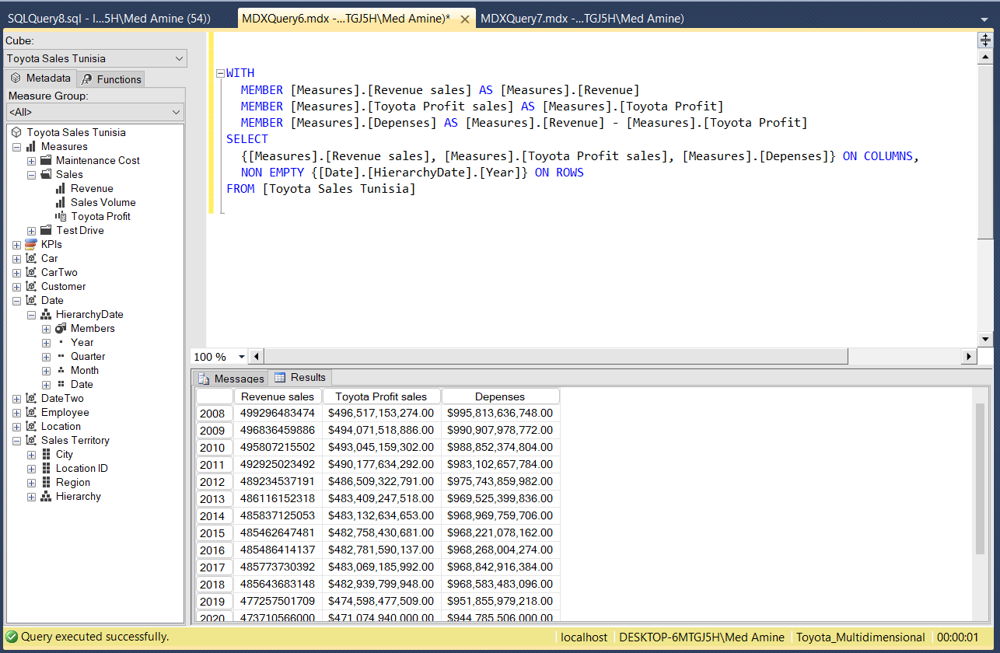 SQLQuery8.sql - l...5H\Med Amine (54))
MDXQuery6.mdx -...TGJ5H\Med Amine)*
MDXQuery7.mdx -...TGJ5H\Med Amine)
Cube:
Toyota Sales Tunisia
Metadata
Functions
Measure Group:
<All>
Toyota Sales Tunisia
Measures
Maintenance Cost
Sales
Revenue
Sales Volume
Toyota Profit
Test Drive
KPIs
Car
CarTwo
Customer
Date
HierarchyDate
Members
Year
Quarter
Month
Date
DateTwo
Employee
Location
Sales Territory
City
Location ID
Region
Hierarchy
WITH
MEMBER [Measures].[Revenue sales] AS [Measures].[Revenue]
MEMBER [Measures].[Toyota Profit sales] AS [Measures].[Toyota Profit]
MEMBER [Measures].[Depenses] AS [Measures].[Revenue] - [Measures].[Toyota Profit]
SELECT
{[Measures].[Revenue sales], [Measures].[Toyota Profit sales], [Measures].[Depenses]} ON COLUMNS,
NON EMPTY {[Date].[HierarchyDate].[Year]} ON ROWS
FROM [Toyota Sales Tunisia]
100 %
Messages
Results
Revenue sales Toyota Profit sales Depenses
2008 499296483474 $496,517,153,274.00 $995,813,636,748.00
2009 496836459886 $494,071,518,886.00 $990,907,978,772.00
2010 495807215502 $493,045,159,302.00 $988,852,374,804.00
2011 492925023492 $490,177,634,292.00 $983,102,657,784.00
2012 489234537191 $486,509,322,791.00 $975,743,859,982.00
2013 486116152318 $483,409,247,518.00 $969,525,399,836.00
2014 485837125053 $483,132,634,653.00 $968,969,759,706.00
2015 485462647481 $482,758,430,681.00 $968,221,078,162.00
2016 485486414137 $482,781,590,137.00 $968,268,004,274.00
2017 485773730392 $483,069,185,992.00 $968,842,916,384.00
2018 485643683148 $482,939,799,948.00 $968,583,483,096.00
2019 477257501709 $474,598,477,509.00 $951,855,979,218.00
2020 473710566000 $471,074,940,000.00 $944,785,506,000.00
Query executed successfully.
localhost
DESKTOP-6MTGJ5H\Med Amine
Toyota_Multidimensional
00:00:01